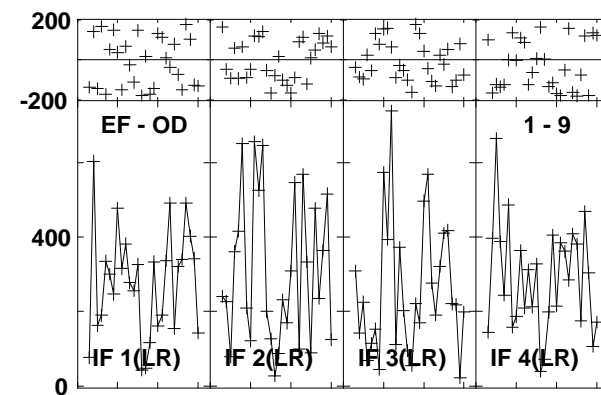 200
-200
EF - OD 1 - 9
400
IF 1(LR) IF 2(LR) IF 3(LR) IF 4(LR)
0